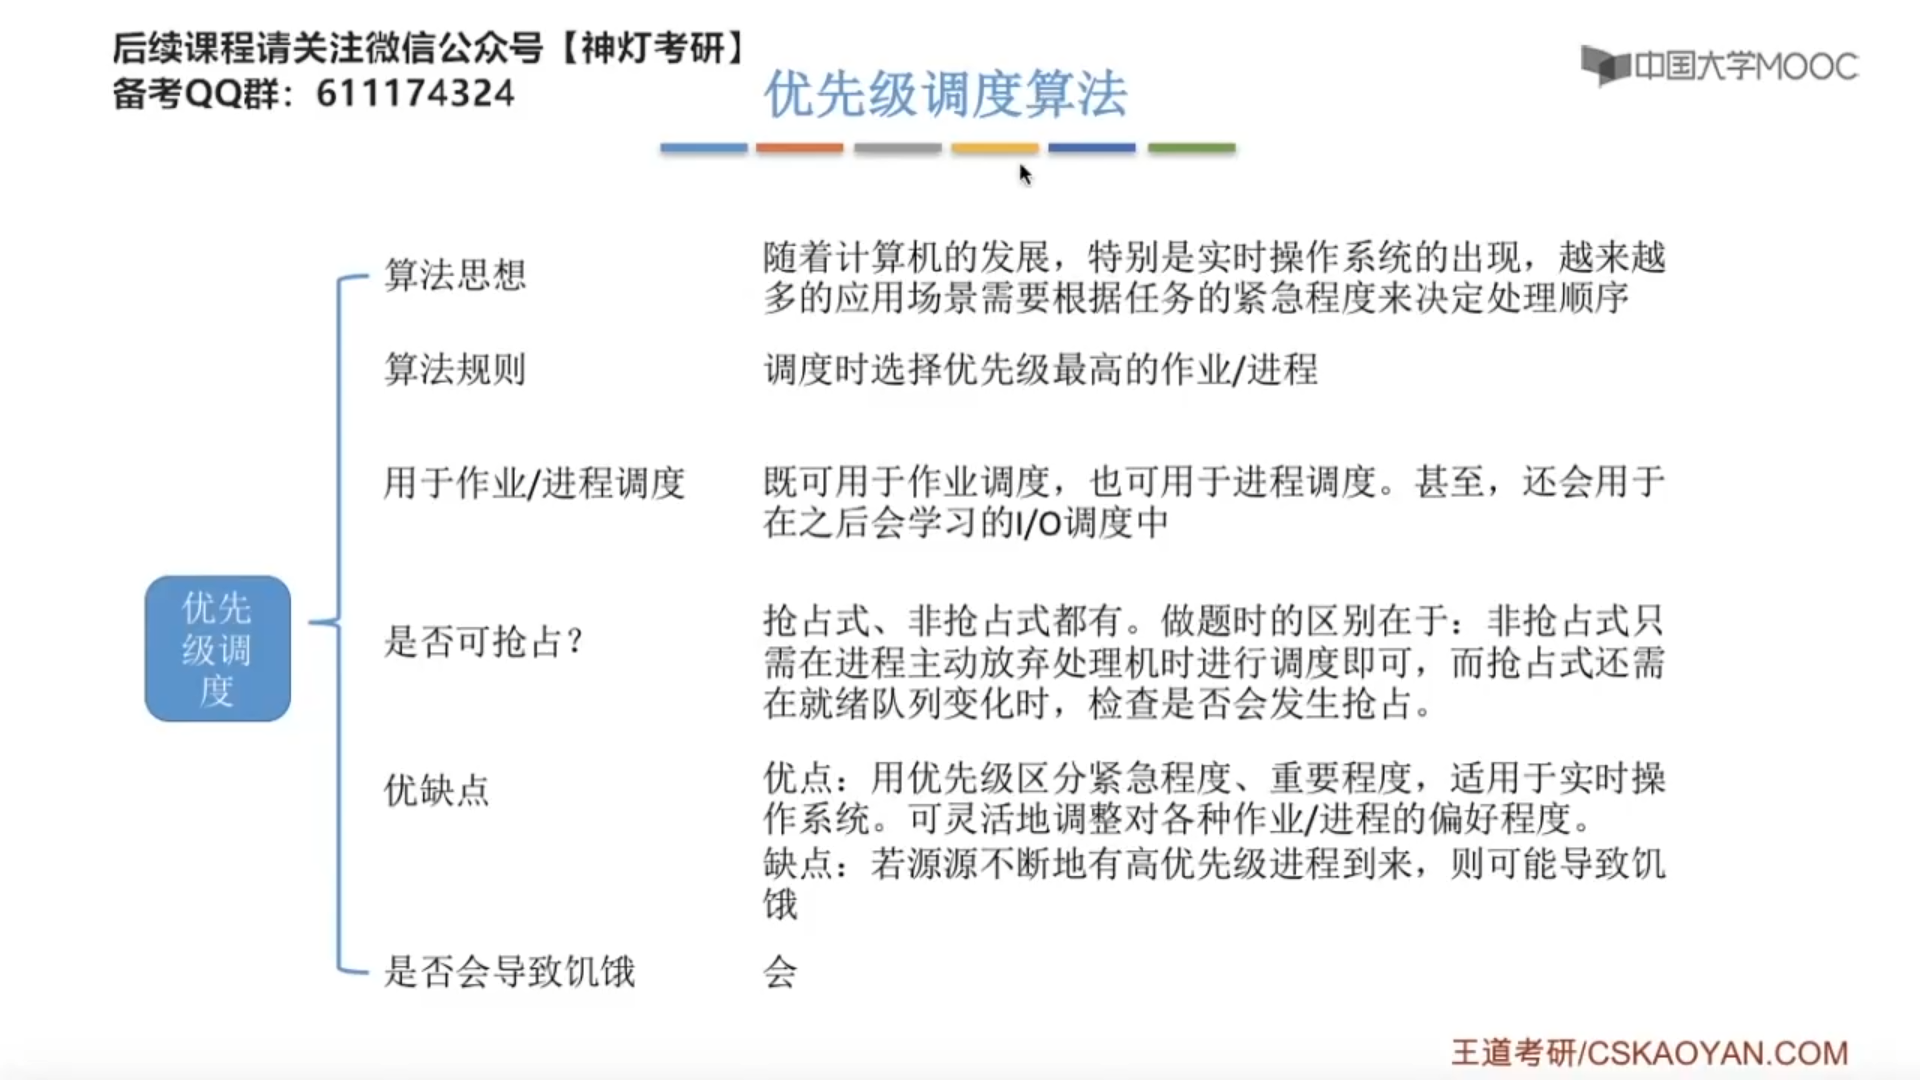 后续课程请关注微信公众号【神灯考研】
备考QQ群：611174324
中国大学MOOC
优先级调度算法
优先
级调
度
算法思想
随着计算机的发展，特别是实时操作系统的出现，越来越
多的应用场景需要根据任务的紧急程度来决定处理顺序
算法规则
调度时选择优先级最高的作业/进程
用于作业/进程调度
既可用于作业调度，也可用于进程调度。甚至，还会用于
在之后会学习的I/O调度中
是否可抢占？
抢占式、非抢占式都有。做题时的区别在于：非抢占式只
需在进程主动放弃处理机时进行调度即可，而抢占式还需
在就绪队列变化时，检查是否会发生抢占。
优缺点
优点：用优先级区分紧急程度、重要程度，适用于实时操
作系统。可灵活地调整对各种作业/进程的偏好程度。
缺点：若源源不断地有高优先级进程到来，则可能导致饥
饿
是否会导致饥饿
会
王道考研/CSKAOYAN.COM